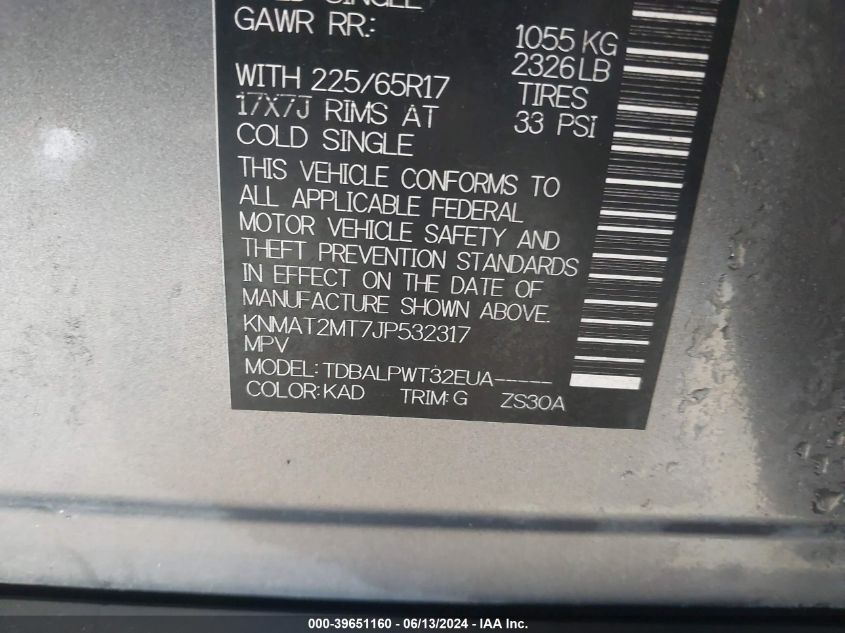 GAWR RR: 1055 KG
2326 LB
WITH 225/65R17 TIRES
17X7J RIMS AT 33 PSI
COLD SINGLE
THIS VEHICLE CONFORMS TO
ALL APPLICABLE FEDERAL
MOTOR VEHICLE SAFETY AND
THEFT PREVENTION STANDARDS
IN EFFECT ON THE DATE OF
MANUFACTURE SHOWN ABOVE.
KNMAT2MT7JP532317
MPV
MODEL: TDBALPWT32EUA-----
COLOR: KAD TRIM: G ZS30A
000-39651160 - 06/13/2024 - IAA Inc.